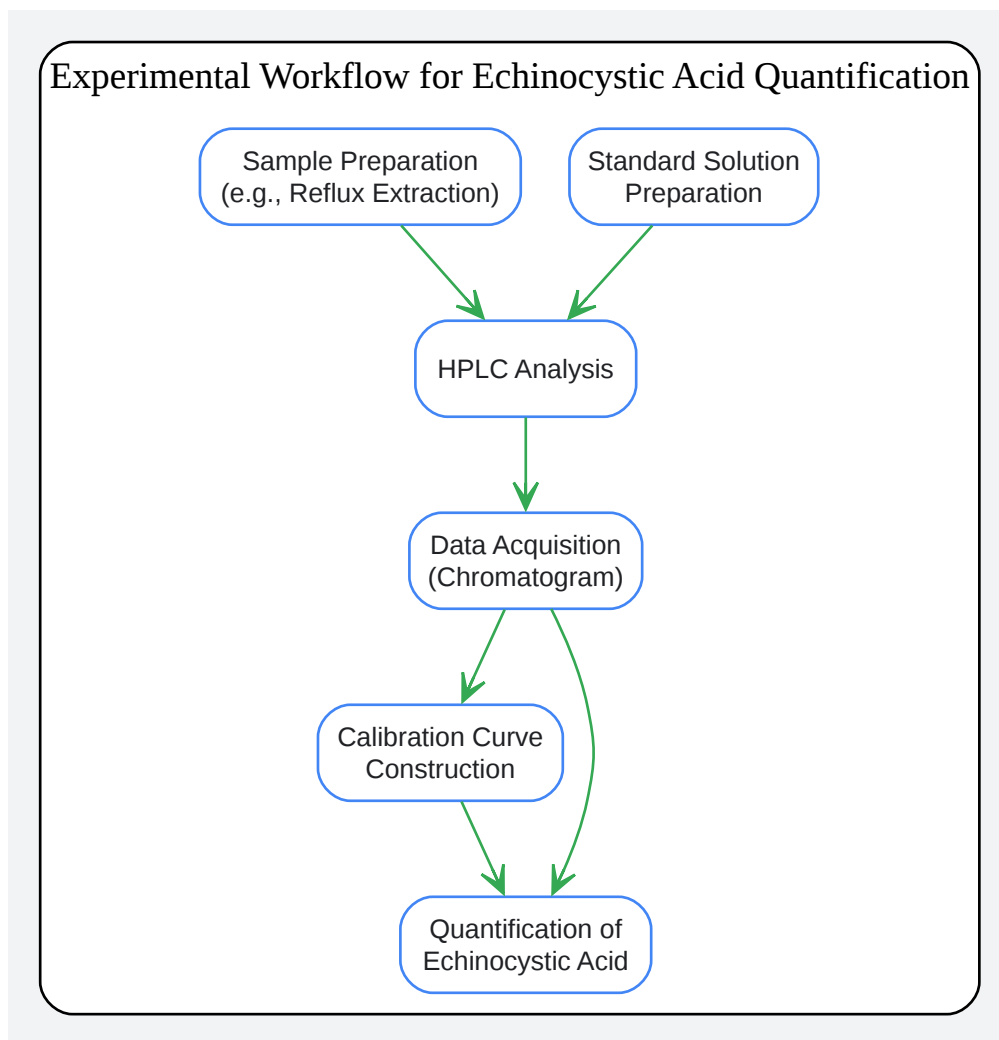 Experimental Workflow for Echinocystic Acid Quantification
Sample Preparation
(e.g., Reflux Extraction)
Standard Solution
Preparation
HPLC Analysis
Data Acquisition
(Chromatogram)
Calibration Curve
Construction
Quantification of
Echinocystic Acid